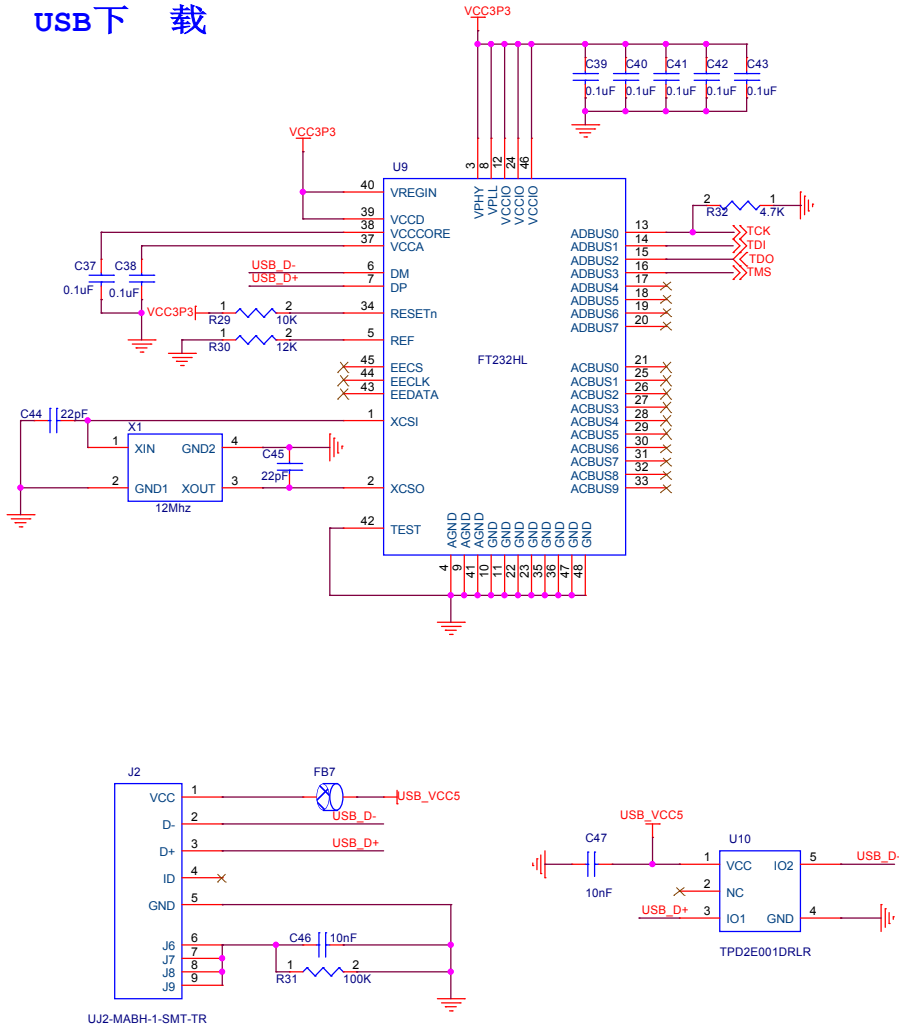 USB下 载
VCC3P3
C39
C40
C41
C42
C43
0.1uF
0.1uF
0.1uF
0.1uF
0.1uF
VCC3P3
U9
3
8
12
24
46
VPHY
VPLL
VCCIO
VCCIO
VCCIO
40 VREGIN
39 VCCD
38 VCCCORE
37 VCCA
6 DM
7 DP
34 RESETn
5 REF
45 EECS
44 EECLK
43 EEDATA
1 XCSI
2 XCSO
42 TEST
FT232HL
ADBUS0 13
ADBUS1 14
ADBUS2 15
ADBUS3 16
ADBUS4 17
ADBUS5 18
ADBUS6 19
ADBUS7 20
ACBUS0 21
ACBUS1 25
ACBUS2 26
ACBUS3 27
ACBUS4 28
ACBUS5 29
ACBUS6 30
ACBUS7 31
ACBUS8 32
ACBUS9 33
2 1
R32 4.7K
TCK
TDI
TDO
TMS
C37 C38
0.1uF 0.1uF
USB_D-
USB_D+
VCC3P3
1 2
R29 10K
1 2
R30 12K
C44 22pF
X1
1 XIN GND2 4
2 GND1 XOUT 3
12Mhz
C45
22pF
AGND
AGND
AGND
GND
GND
GND
GND
GND
GND
GND
GND
4
9
41
10
11
22
23
35
36
47
48
J2
VCC 1
D- 2
D+ 3
ID 4
GND 5
J6 6
J7 7
J8 8
J9 9
UJ2-MABH-1-SMT-TR
FB7
USB_VCC5
USB_D-
USB_D+
C46 10nF
1 2
R31 100K
USB_VCC5
C47
10nF
U10
1 VCC IO2 5
2 NC
3 IO1 GND 4
USB_D-
USB_D+
TPD2E001DRLR